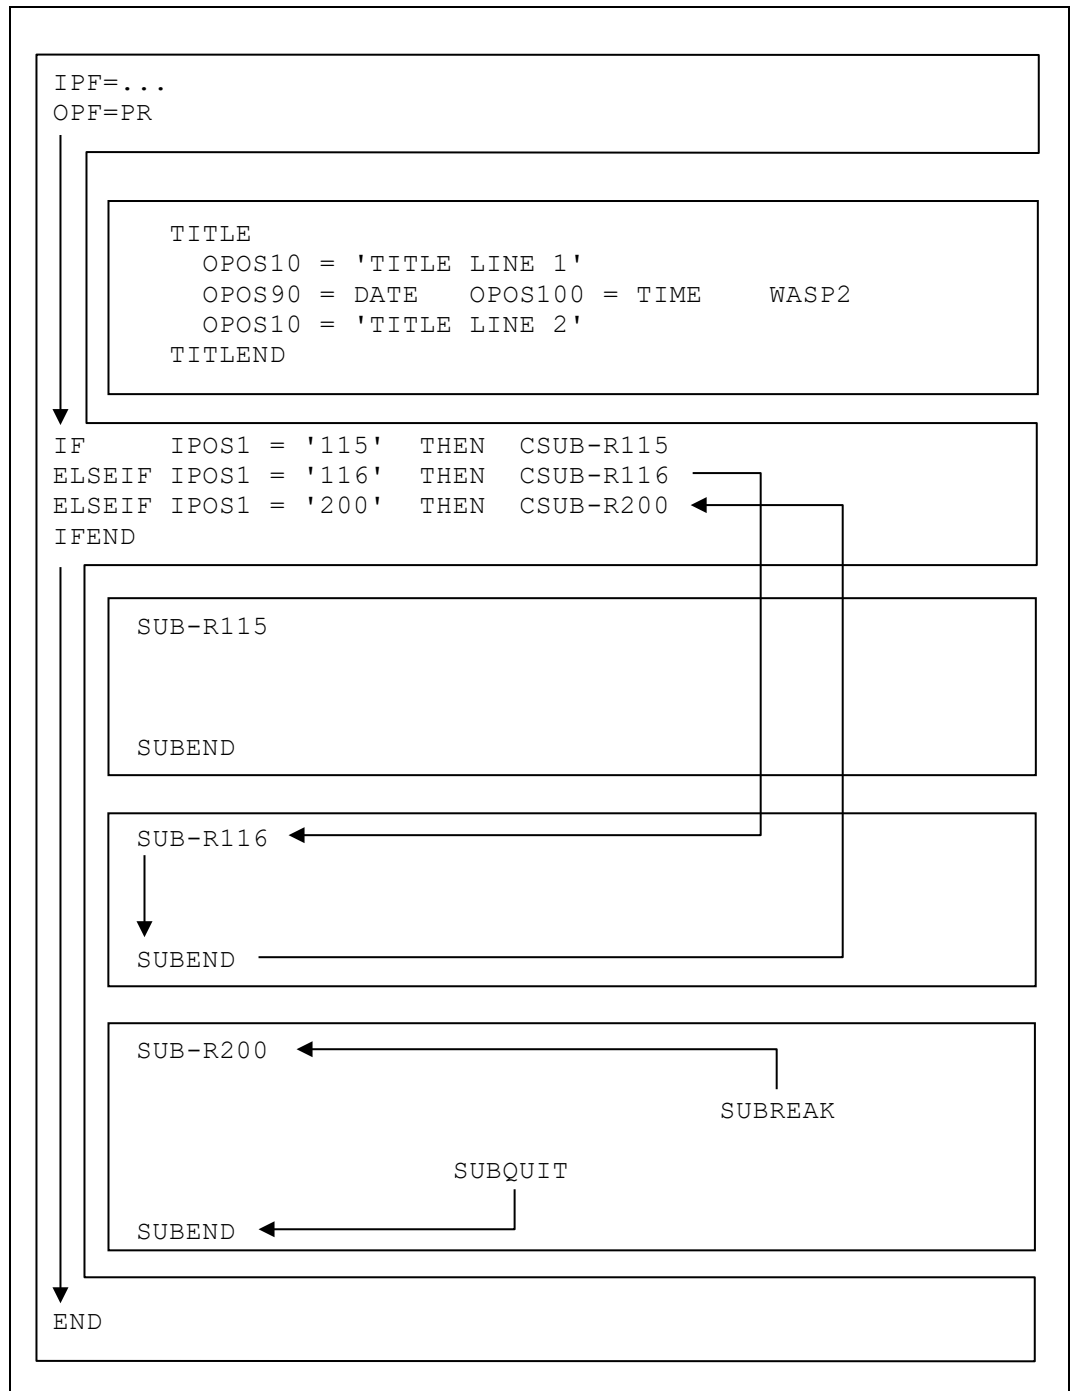 IPF=...
OPF=PR
TITLE
OPOS10 = 'TITLE LINE 1'
OPOS90 = DATE OPOS100 = TIME WASP2
OPOS10 = 'TITLE LINE 2'
TITLEND
IF IPOS1 = '115' THEN CSUB-R115
ELSEIF IPOS1 = '116' THEN CSUB-R116
ELSEIF IPOS1 = '200' THEN CSUB-R200
IFEND
SUB-R115
SUBEND
SUB-R116
SUBEND
SUB-R200
SUBREAK
SUBQUIT
SUBEND
END